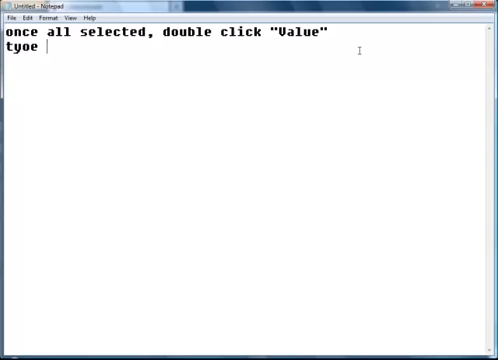 Untitled - Notepad
File Edit Format View Help
once all selected, double click "Value"
tyoe